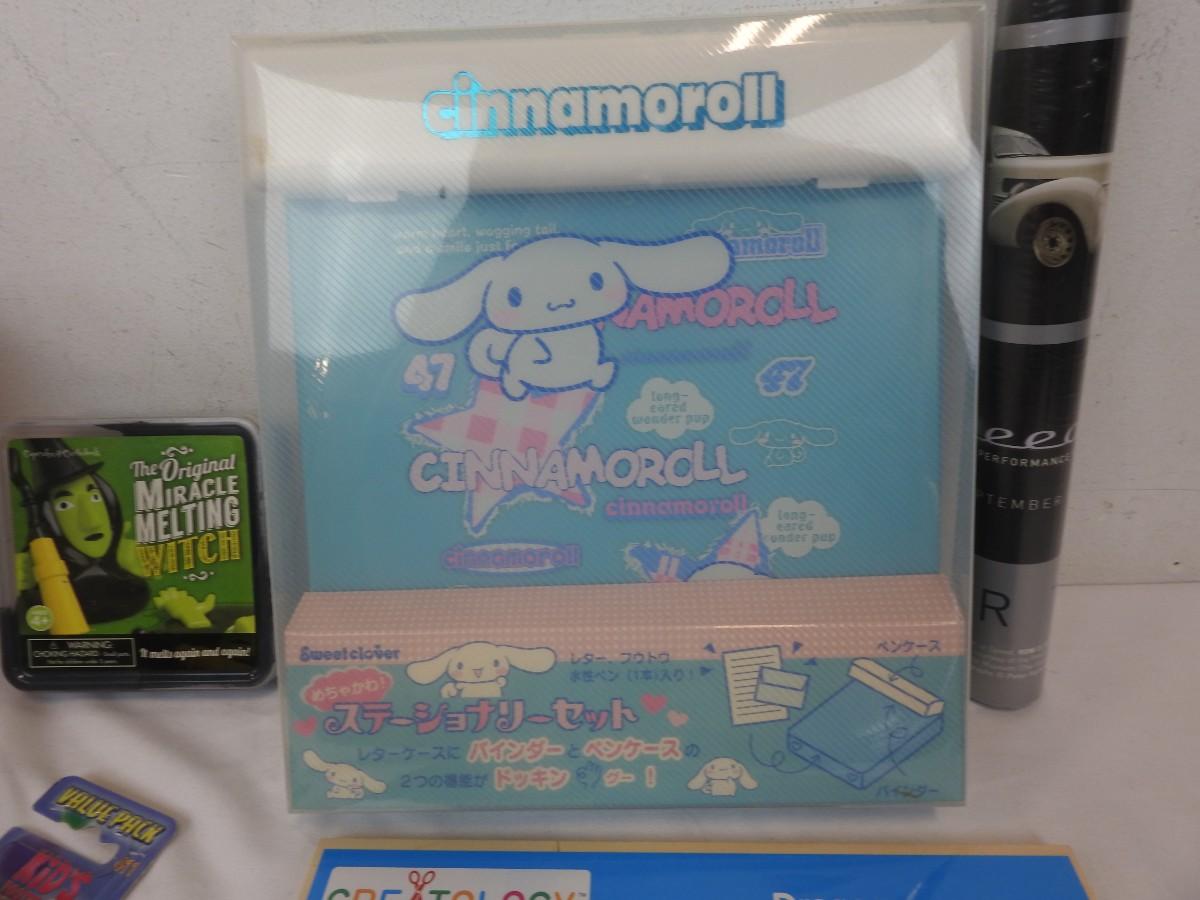 cinnamoroll
wagging tail
cinnamoroll
47
47
long-
eared
wonder pup
CINNAMOROLL
cinnamoroll
long-
eared
wonder pup
cinnamoroll
Sweet clover
レター、フウトウ
水性ペン(1本)入り!
ペンケース
めちゃかわ!
ステーショナリーセット
レターケースに バインダーとペンケースの
2つの機能が ドッキングー!
バインダー
The Original
MIRACLE
MELTING
WITCH
4+
WARNING:
CHOKING HAZARD
It melts again and again!
VALUE PACK
KID'S
CREATOLOGY
PERFORMANCE
PTEMBER
R